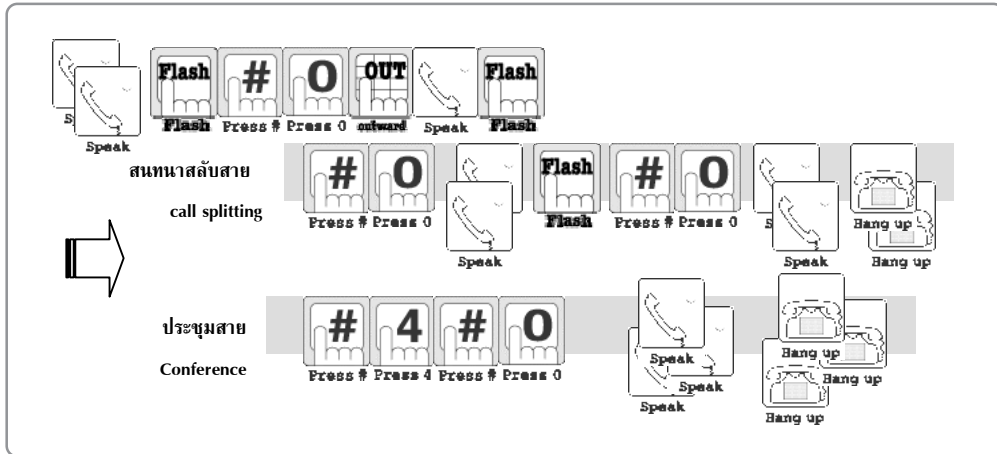 Flash # 0 OUT Flash
Flash Press # Press 0 outward Speak Flash
Speak
สนทนาสลับสาย
call splitting
# 0 Flash # 0
Press # Press 0 Flash Press # Press 0 Hang up
Speak Speak Hang up
ประชุมสาย
Conference
# 4 # 0
Press # Press 4 Press # Press 0
Speak Hang up
Speak Hang up
Speak Hang up